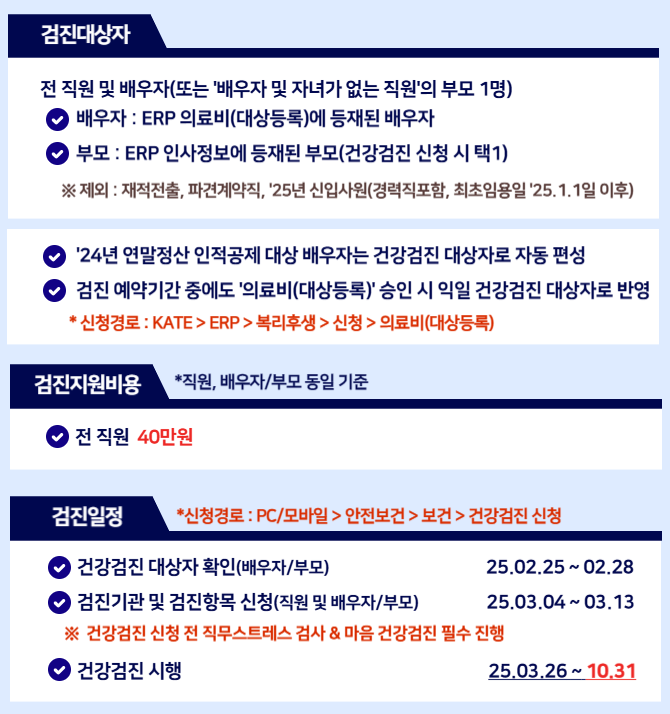 검진대상자
전 직원 및 배우자(또는 '배우자 및 자녀가 없는 직원'의 부모 1명)
배우자 : ERP 의료비(대상등록)에 등재된 배우자
부모 : ERP 인사정보에 등재된 부모(건강검진 신청 시 택1)
※ 제외 : 재적전출, 파견계약직, '25년 신입사원(경력직포함, 최초임용일 '25.1.1일 이후)
'24년 연말정산 인적공제 대상 배우자는 건강검진 대상자로 자동 편성
검진 예약기간 중에도 '의료비(대상등록)' 승인 시 익일 건강검진 대상자로 반영
* 신청경로 : KATE > ERP > 복리후생 > 신청 > 의료비(대상등록)
검진지원비용 *직원, 배우자/부모 동일 기준
전 직원 40만원
검진일정 *신청경로 : PC/모바일 > 안전보건 > 보건 > 건강검진 신청
건강검진 대상자 확인(배우자/부모) 25.02.25 ~ 02.28
검진기관 및 검진항목 신청(직원 및 배우자/부모) 25.03.04 ~ 03.13
※ 건강검진 신청 전 직무스트레스 검사 & 마음 건강검진 필수 진행
건강검진 시행 25.03.26 ~ 10.31